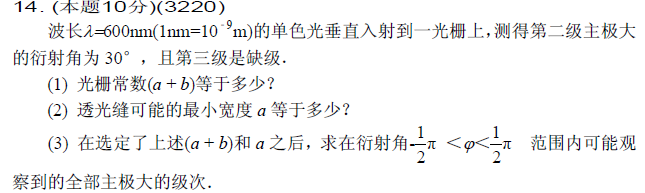 14. (本题10分)(3220)
波长λ=600nm(1nm=10⁻⁹m)的单色光垂直入射到一光栅上,测得第二级主极大
的衍射角为30°，且第三级是缺级.
(1) 光栅常数(a + b)等于多少?
(2) 透光缝可能的最小宽度 a 等于多少?
(3) 在选定了上述(a + b)和 a 之后，求在衍射角-1/2π ＜φ＜1/2π 范围内可能观
察到的全部主极大的级次.